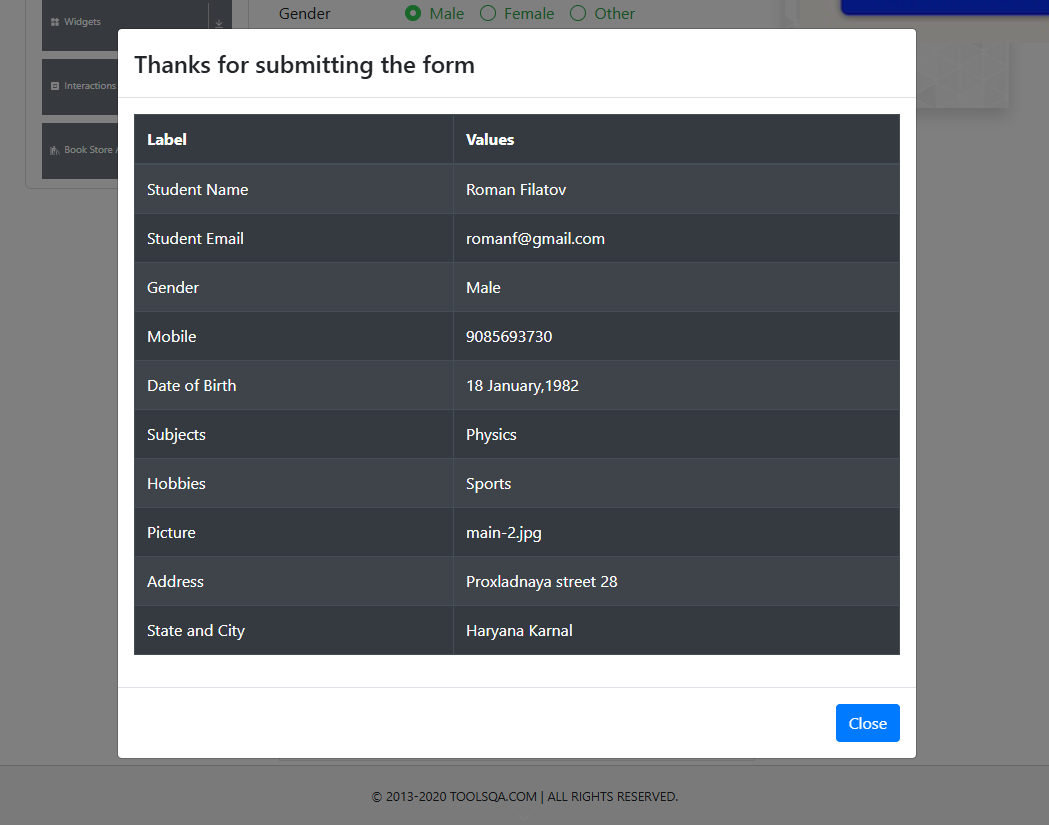 Widgets
Gender Male Female Other
Thanks for submitting the form
Interactions
Book Store
Label Values
Student Name Roman Filatov
Student Email romanf@gmail.com
Gender Male
Mobile 9085693730
Date of Birth 18 January,1982
Subjects Physics
Hobbies Sports
Picture main-2.jpg
Address Proxladnaya street 28
State and City Haryana Karnal
Close
© 2013-2020 TOOLSQA.COM | ALL RIGHTS RESERVED.